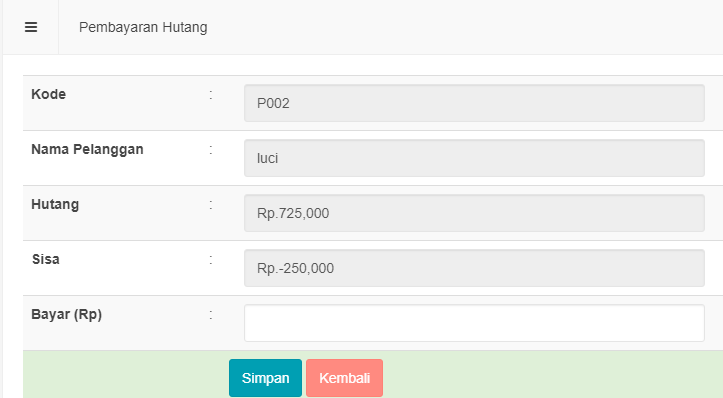 Pembayaran Hutang
Kode : P002
Nama Pelanggan : luci
Hutang : Rp.725,000
Sisa : Rp.-250,000
Bayar (Rp) :
Simpan Kembali